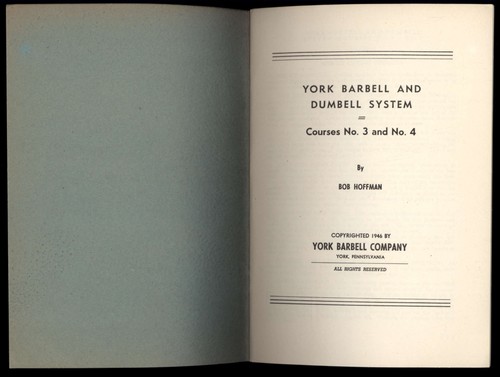 YORK BARBELL AND
DUMBELL SYSTEM
Courses No. 3 and No. 4
By
BOB HOFFMAN
COPYRIGHTED 1946 BY
YORK BARBELL COMPANY
YORK, PENNSYLVANIA
ALL RIGHTS RESERVED